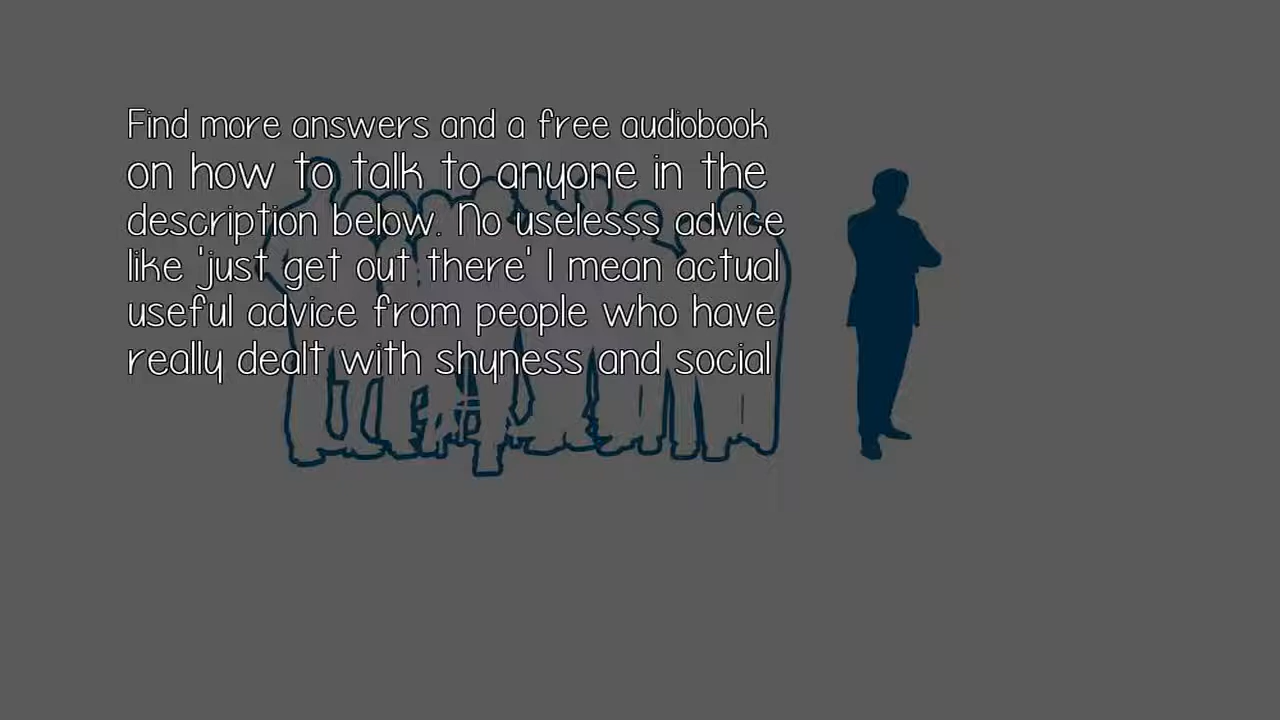 Find more answers and a free audiobook
on how to talk to anyone in the
description below. No uselesss advice
like 'just get out there' I mean actual
useful advice from people who have
really dealt with shyness and social